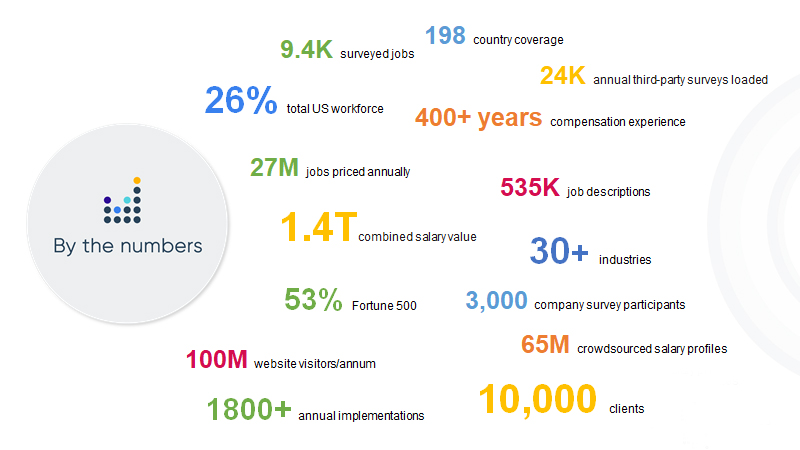 198 country coverage
9.4K surveyed jobs
24K annual third-party surveys loaded
26% total US workforce
400+ years compensation experience
27M jobs priced annually
535K job descriptions
1.4T combined salary value
By the numbers
30+ industries
53% Fortune 500
3,000 company survey participants
65M crowdsourced salary profiles
100M website visitors/annum
10,000 clients
1800+ annual implementations